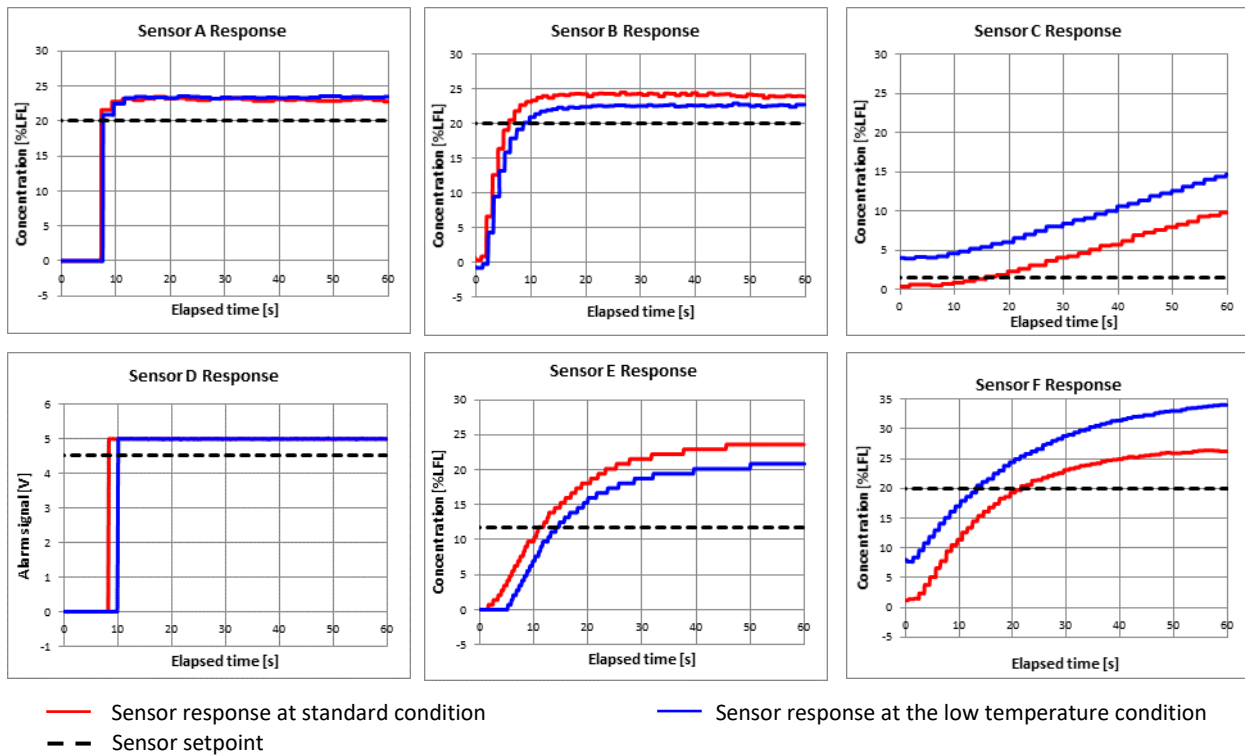 Sensor A Response
30
25
20
15
10
5
0
-5
0 10 20 30 40 50 60
Concentration [%LFL]
Elapsed time [s]
Sensor B Response
30
25
20
15
10
5
0
-5
0 10 20 30 40 50 60
Concentration [%LFL]
Elapsed time [s]
Sensor C Response
30
25
20
15
10
5
0
-5
0 10 20 30 40 50 60
Concentration [%LFL]
Elapsed time [s]
Sensor D Response
6
5
4
3
2
1
0
-1
0 10 20 30 40 50 60
Alarm signal [V]
Elapsed time [s]
Sensor E Response
30
25
20
15
10
5
0
-5
0 10 20 30 40 50 60
Concentration [%LFL]
Elapsed time [s]
Sensor F Response
35
30
25
20
15
10
5
0
-5
0 10 20 30 40 50 60
Concentration [%LFL]
Elapsed time [s]
Sensor response at standard condition
Sensor response at the low temperature condition
Sensor setpoint